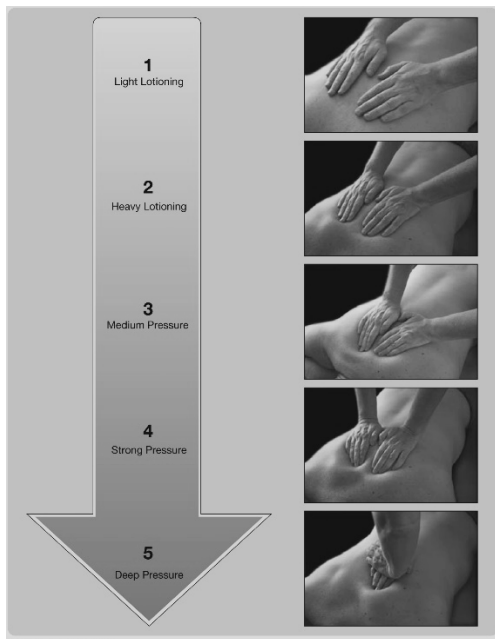 1
Light Lotioning
2
Heavy Lotioning
3
Medium Pressure
4
Strong Pressure
5
Deep Pressure